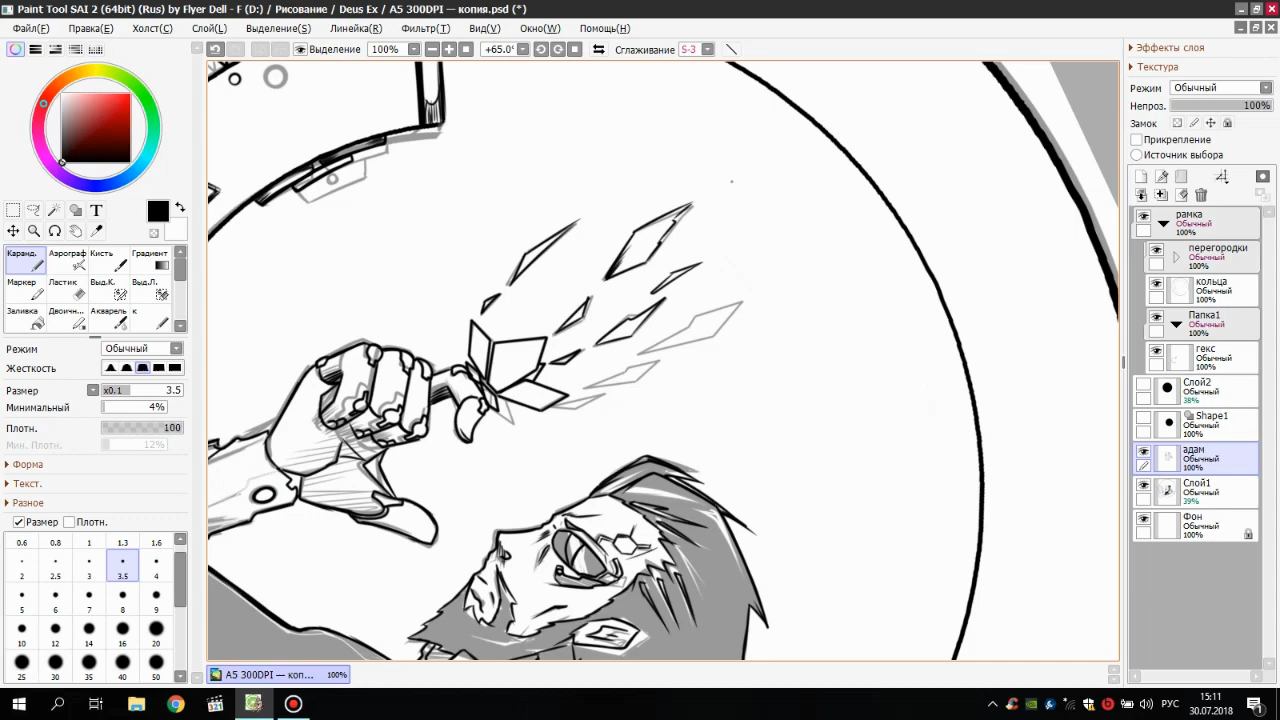 Paint Tool SAI 2 (64bit) (Rus) by Flyer Dell - F (D:) / Рисование / Deus Ex / A5 300DPI — копия.psd (*)
Файл(F) Правка(E) Холст(C) Слой(L) Выделение(S) Линейка(R) Фильтр(T) Вид(V) Окно(W) Помощь(H)
Выделение 100% +65.0° Сглаживание S-3
Эффекты слоя
Текстура
Режим Обычный
Непроз. 100%
Замок
Прикрепление
Источник выбора
T
Каранд. Аэрограф Кисть Градиент
Маркер Ластик Выд.К. Выд.Л.
Заливка Двоичн... Акварель к
Режим Обычный
Жесткость
Размер x0.1 3.5
Минимальный 4%
Плотн. 100
Мин. Плотн. 12%
Форма
Текст.
Разное
Размер Плотн.
0.6 0.8 1 1.3 1.6
2 2.5 3 3.5 4
5 6 7 8 9
10 12 14 16 20
25 30 35 40 50
рамка
Обычный
100%
перегородки
Обычный
100%
кольца
Обычный
100%
Папка1
Обычный
100%
гекс
Обычный
100%
Слой2
Обычный
38%
Shape1
Обычный
100%
адам
Обычный
100%
Слой1
Обычный
39%
Фон
Обычный
100%
A5 300DPI — коп... 100%
321
РУС
15:11
30.07.2018
1